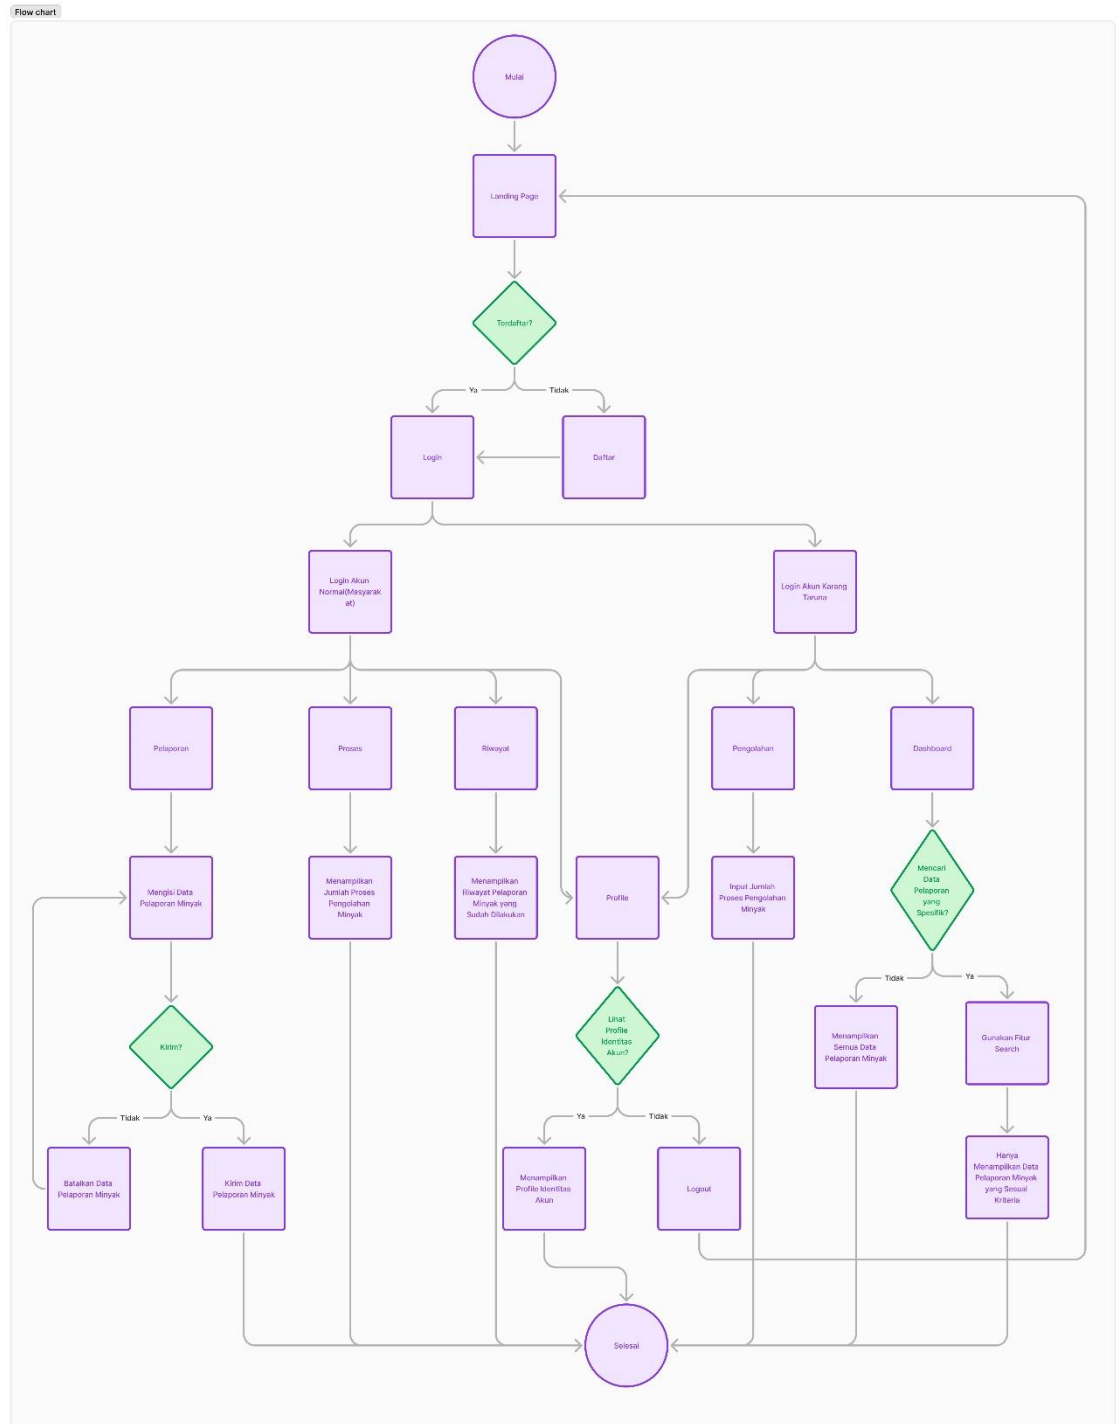 Flow chart
Mulai
Landing Page
Terdaftar?
Ya
Tidak
Login
Daftar
Login Akun
Normal(Masyarak
at)
Login Akun Karang
Taruna
Pelaporan
Proses
Riwayat
Pengolahan
Dashboard
Mengisi Data
Pelaporan Minyak
Menampilkan
Jumlah Proses
Pengolahan
Minyak
Menampilkan
Riwayat Pelaporan
Minyak yang
Sudah Dilakukan
Profile
Input Jumlah
Proses Pengolahan
Minyak
Mencari
Data
Pelaporan
yang
Spesifik?
Tidak
Ya
Kirim?
Lihat
Profile
Identitas
Akun?
Menampilkan
Semua Data
Pelaporan Minyak
Gunakan Fitur
Search
Tidak
Ya
Ya
Tidak
Batalkan Data
Pelaporan Minyak
Kirim Data
Pelaporan Minyak
Menampilkan
Profile Identitas
Akun
Logout
Hanya
Menampilkan Data
Pelaporan Minyak
yang Sesuai
Kriteria
Selesai